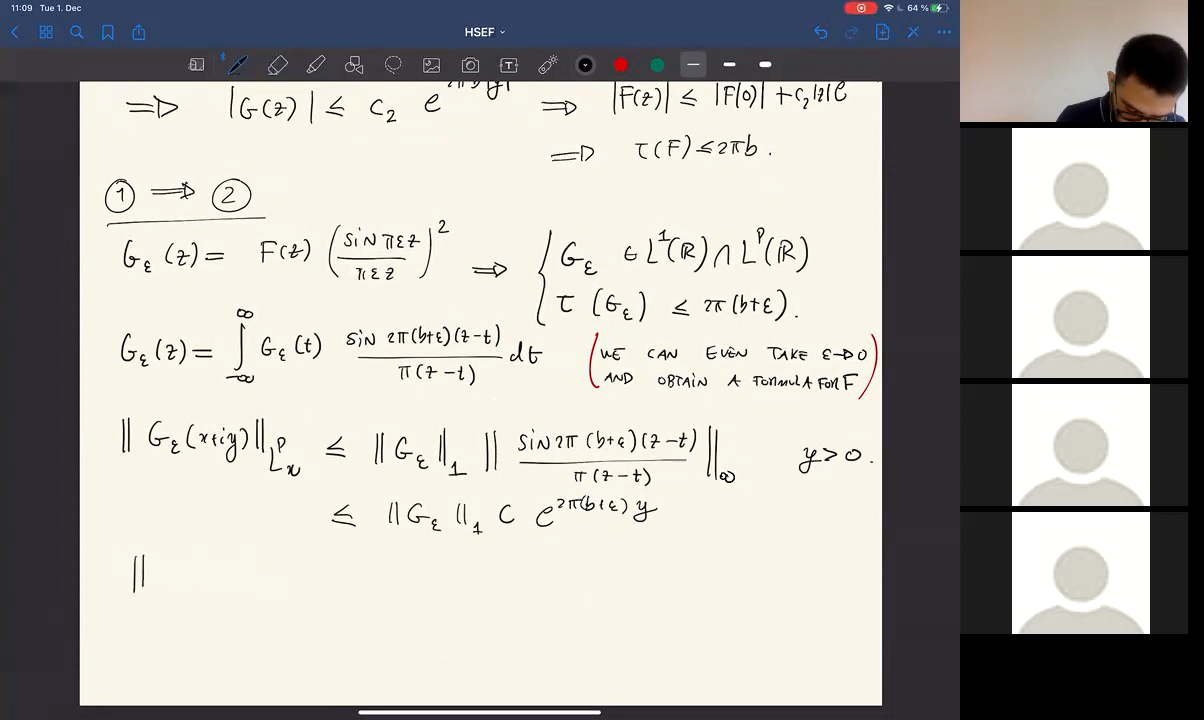 11:09 Tue 1. Dec
64 %
HSEF
⟹ |G(z)| ≤ c₂ e ⟹ |F(z)| ≤ |F(0)| + c₂|z|e
⟹ τ(F) ≤ 2πb.
① ⟹ ②
G_ε(z) = F(z) (sin πεz / πεz)² ⟹ { G_ε ∈ L¹(ℝ) ∩ Lᵖ(ℝ)
τ(G_ε) ≤ 2π(b+ε).
G_ε(z) = ∫_{-∞}^{∞} G_ε(t) sin 2π(b+ε)(z-t) / π(z-t) dt (WE CAN EVEN TAKE ε→0
AND OBTAIN A FORMULA FOR F)
‖G_ε(x+iy)‖_{Lᵖ_x} ≤ ‖G_ε‖₁ ‖ sin 2π(b+ε)(z-t) / π(z-t) ‖_∞ y > 0.
≤ ‖G_ε‖₁ C e^{2π(b+ε)y}
‖